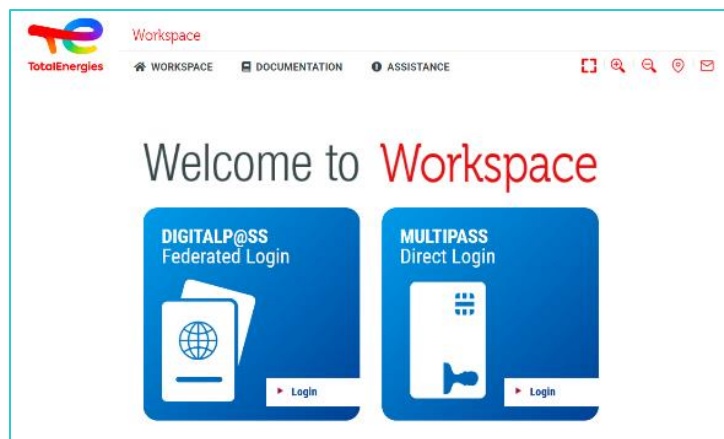 Workspace
TotalEnergies
WORKSPACE DOCUMENTATION ASSISTANCE
Welcome to Workspace
DIGITALP@SS
Federated Login
Login
MULTIPASS
Direct Login
Login